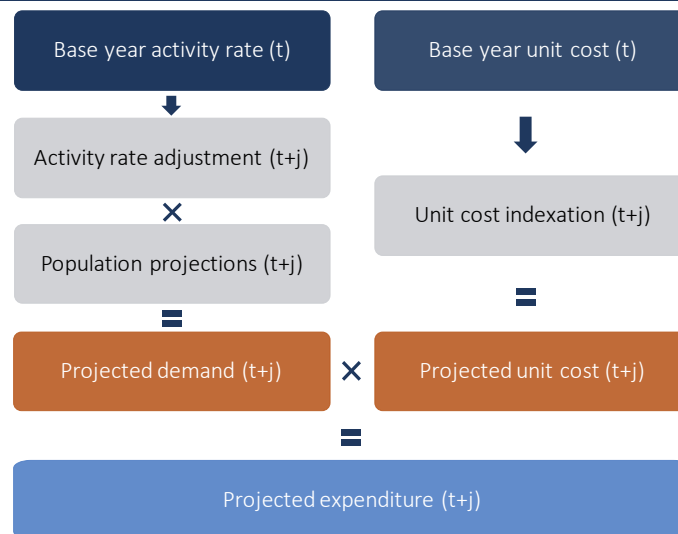 Base year activity rate (t)
Base year unit cost (t)
Activity rate adjustment (t+j)
×
Unit cost indexation (t+j)
Population projections (t+j)
=
=
Projected demand (t+j)
×
Projected unit cost (t+j)
=
Projected expenditure (t+j)